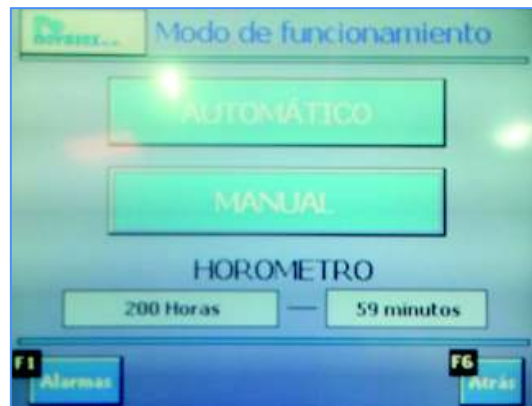 Modo de funcionamiento
AUTOMÁTICO
MANUAL
HOROMETRO
200 Horas — 59 minutos
F1 F6
Alarmas Atrás